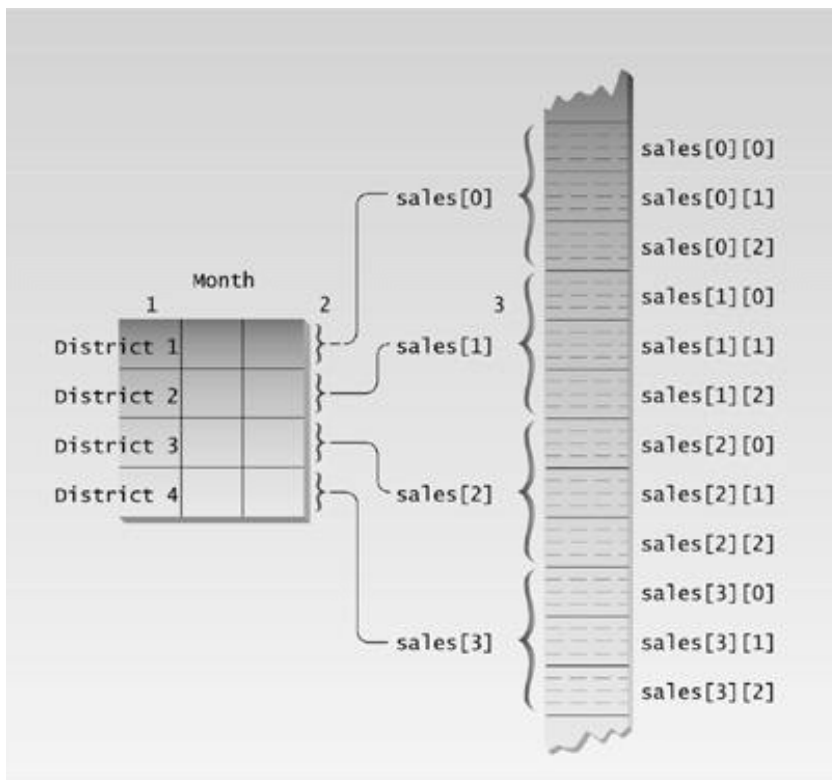 Month
1 2 3
District 1
District 2
District 3
District 4
sales[0]
sales[1]
sales[2]
sales[3]
sales[0][0]
sales[0][1]
sales[0][2]
sales[1][0]
sales[1][1]
sales[1][2]
sales[2][0]
sales[2][1]
sales[2][2]
sales[3][0]
sales[3][1]
sales[3][2]